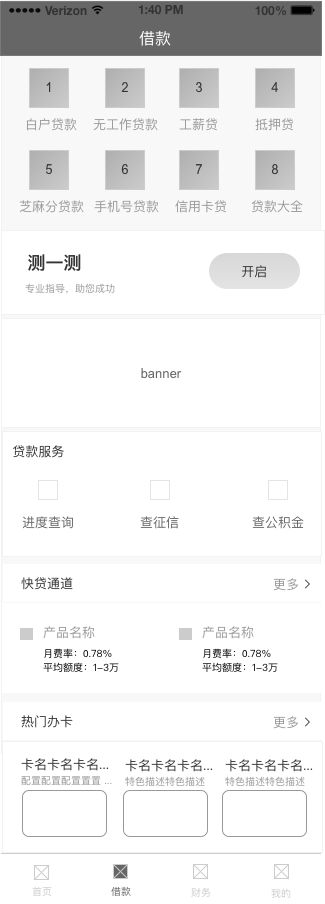 Verizon 1:40 PM 100%
借款
1 2 3 4
白户贷款 无工作贷款 工薪贷 抵押贷
5 6 7 8
芝麻分贷款 手机号贷款 信用卡贷 贷款大全
测一测
专业指导，助您成功
开启
banner
贷款服务
进度查询 查征信 查公积金
快贷通道 更多
产品名称 产品名称
月费率：0.78% 月费率：0.78%
平均额度：1-3万 平均额度：1-3万
热门办卡 更多
卡名卡名卡名... 卡名卡名卡名... 卡名卡名卡名...
配置配置配置置置 ... 特色描述特色描述 特色描述特色描述
首页 借款 财务 我的